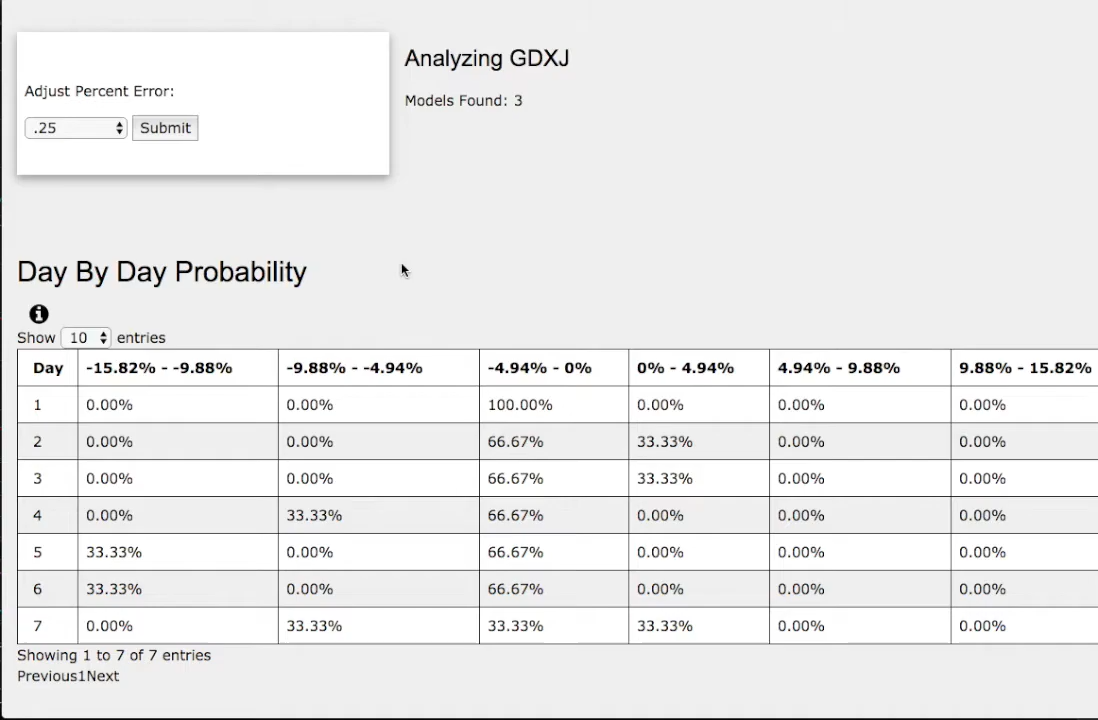 Analyzing GDXJ
Adjust Percent Error:
Models Found: 3
.25 Submit
Day By Day Probability
i
Show 10 entries
Day -15.82% - -9.88% -9.88% - -4.94% -4.94% - 0% 0% - 4.94% 4.94% - 9.88% 9.88% - 15.82%
1 0.00% 0.00% 100.00% 0.00% 0.00% 0.00%
2 0.00% 0.00% 66.67% 33.33% 0.00% 0.00%
3 0.00% 0.00% 66.67% 33.33% 0.00% 0.00%
4 0.00% 33.33% 66.67% 0.00% 0.00% 0.00%
5 33.33% 0.00% 66.67% 0.00% 0.00% 0.00%
6 33.33% 0.00% 66.67% 0.00% 0.00% 0.00%
7 0.00% 33.33% 33.33% 33.33% 0.00% 0.00%
Showing 1 to 7 of 7 entries
Previous1Next